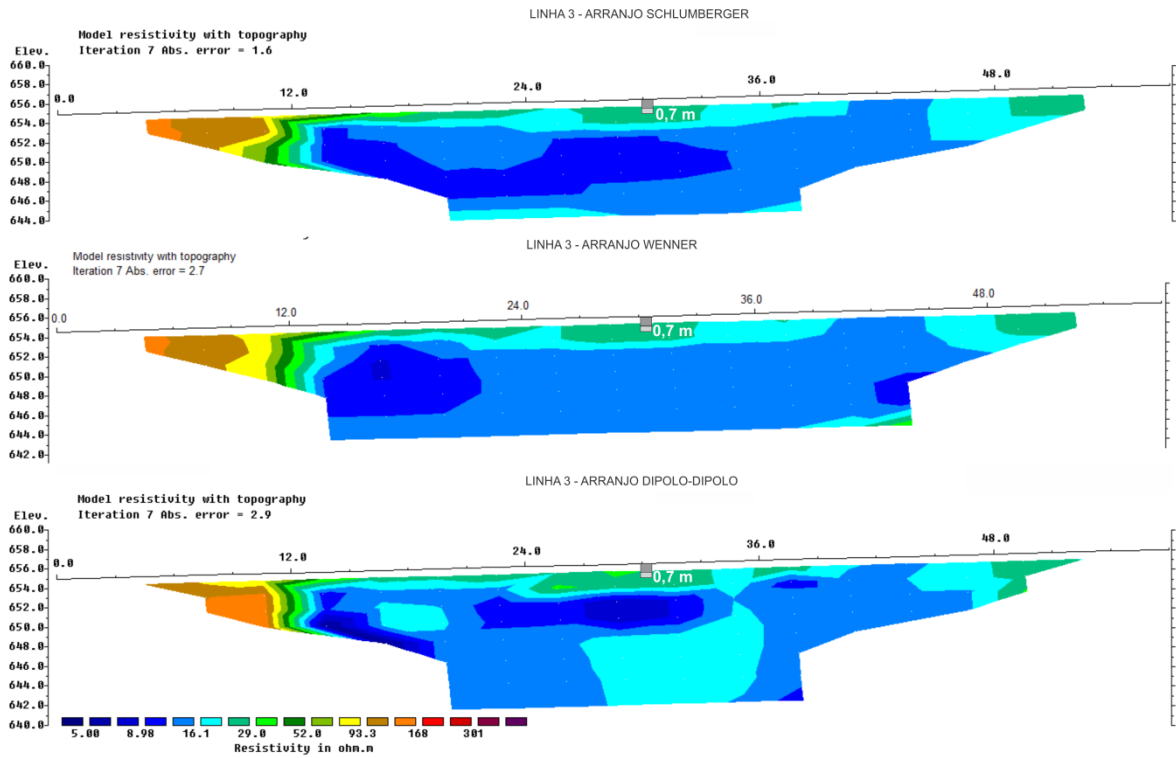 LINHA 3 - ARRANJO SCHLUMBERGER
Model resistivity with topography
Iteration 7 Abs. error = 1.6
Elev.
660.0
658.0
656.0
654.0
652.0
650.0
648.0
646.0
644.0
0.0 12.0 24.0 36.0 48.0
0,7 m
LINHA 3 - ARRANJO WENNER
Model resistivity with topography
Iteration 7 Abs. error = 2.7
Elev.
660.0
658.0
656.0
654.0
652.0
650.0
648.0
646.0
644.0
642.0
0.0 12.0 24.0 36.0 48.0
0,7 m
LINHA 3 - ARRANJO DIPOLO-DIPOLO
Model resistivity with topography
Iteration 7 Abs. error = 2.9
Elev.
660.0
658.0
656.0
654.0
652.0
650.0
648.0
646.0
644.0
642.0
640.0
0.0 12.0 24.0 36.0 48.0
0,7 m
5.00 8.98 16.1 29.0 52.0 93.3 168 301
Resistivity in ohm.m